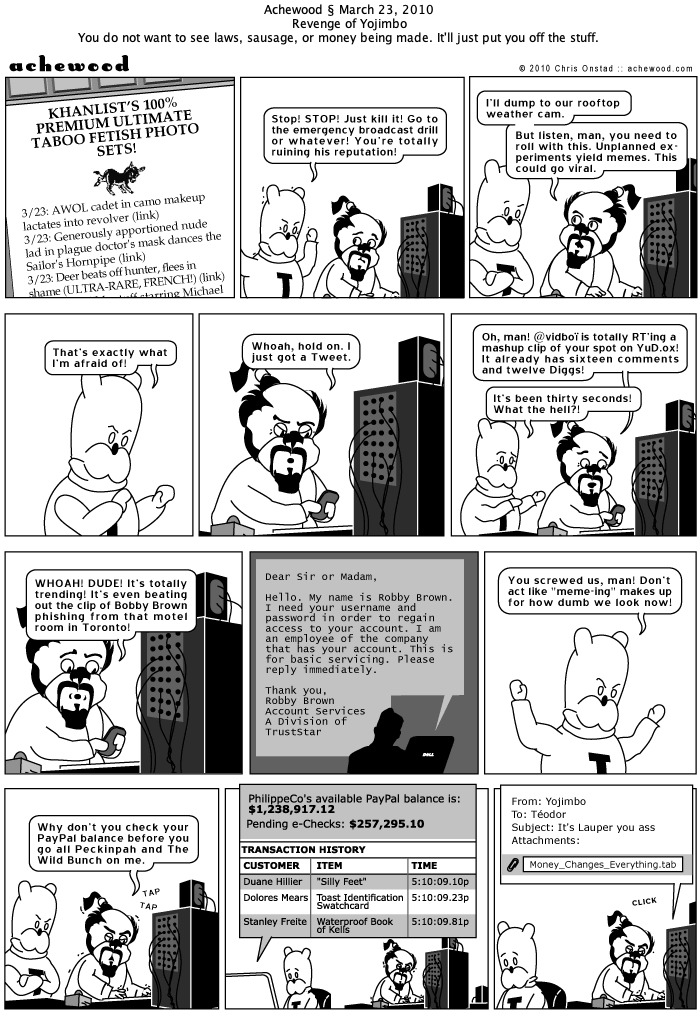 Achewood § March 23, 2010
Revenge of Yojimbo
You do not want to see laws, sausage, or money being made. It'll just put you off the stuff.
achewood
© 2010 Chris Onstad :: achewood.com
KHANLIST'S 100%
PREMIUM ULTIMATE
TABOO FETISH PHOTO
SETS!
3/23: AWOL cadet in camo makeup
lactates into revolver (link)
3/23: Generously apportioned nude
lad in plague doctor's mask dances the
Sailor's Hornpipe (link)
3/23: Deer beats off hunter, flees in
shame (ULTRA-RARE, FRENCH!) (link)
starring Michael
Stop! STOP! Just kill it! Go to
the emergency broadcast drill
or whatever! You're totally
ruining his reputation!
T
I'll dump to our rooftop
weather cam.
But listen, man, you need to
roll with this. Unplanned ex-
periments yield memes. This
could go viral.
That's exactly what
I'm afraid of!
Whoah, hold on. I
just got a Tweet.
Oh, man! @vidboï is totally RT'ing a
mashup clip of your spot on YuD.ox!
It already has sixteen comments
and twelve Diggs!
It's been thirty seconds!
What the hell?!
WHOAH! DUDE! It's totally
trending! It's even beating
out the clip of Bobby Brown
phishing from that motel
room in Toronto!
Dear Sir or Madam,
Hello. My name is Robby Brown.
I need your username and
password in order to regain
access to your account. I am
an employee of the company
that has your account. This is
for basic servicing. Please
reply immediately.
Thank you,
Robby Brown
Account Services
A Division of
TrustStar
DELL
You screwed us, man! Don't
act like "meme-ing" makes up
for how dumb we look now!
T
Why don't you check your
PayPal balance before you
go all Peckinpah and The
Wild Bunch on me.
TAP
TAP
PhilippeCo's available PayPal balance is:
$1,238,917.12
Pending e-Checks: $257,295.10
TRANSACTION HISTORY
CUSTOMER ITEM TIME
Duane Hillier "Silly Feet" 5:10:09.10p
Dolores Mears Toast Identification Swatchcard 5:10:09.23p
Stanley Freite Waterproof Book of Kells 5:10:09.81p
From: Yojimbo
To: Téodor
Subject: It's Lauper you ass
Attachments:
Money_Changes_Everything.tab
CLICK